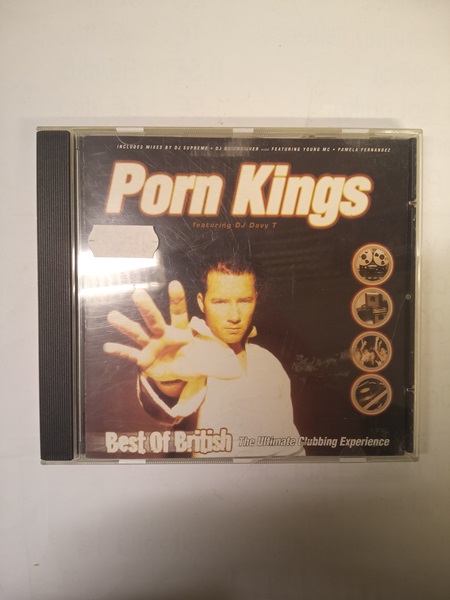 INCLUDES MIXES BY DJ SUPREME • DJ QUICKSILVER FEATURING YOUNG MC • PAMELA FERNANDEZ
Porn Kings
featuring DJ Davy T
Best Of British The Ultimate Clubbing Experience